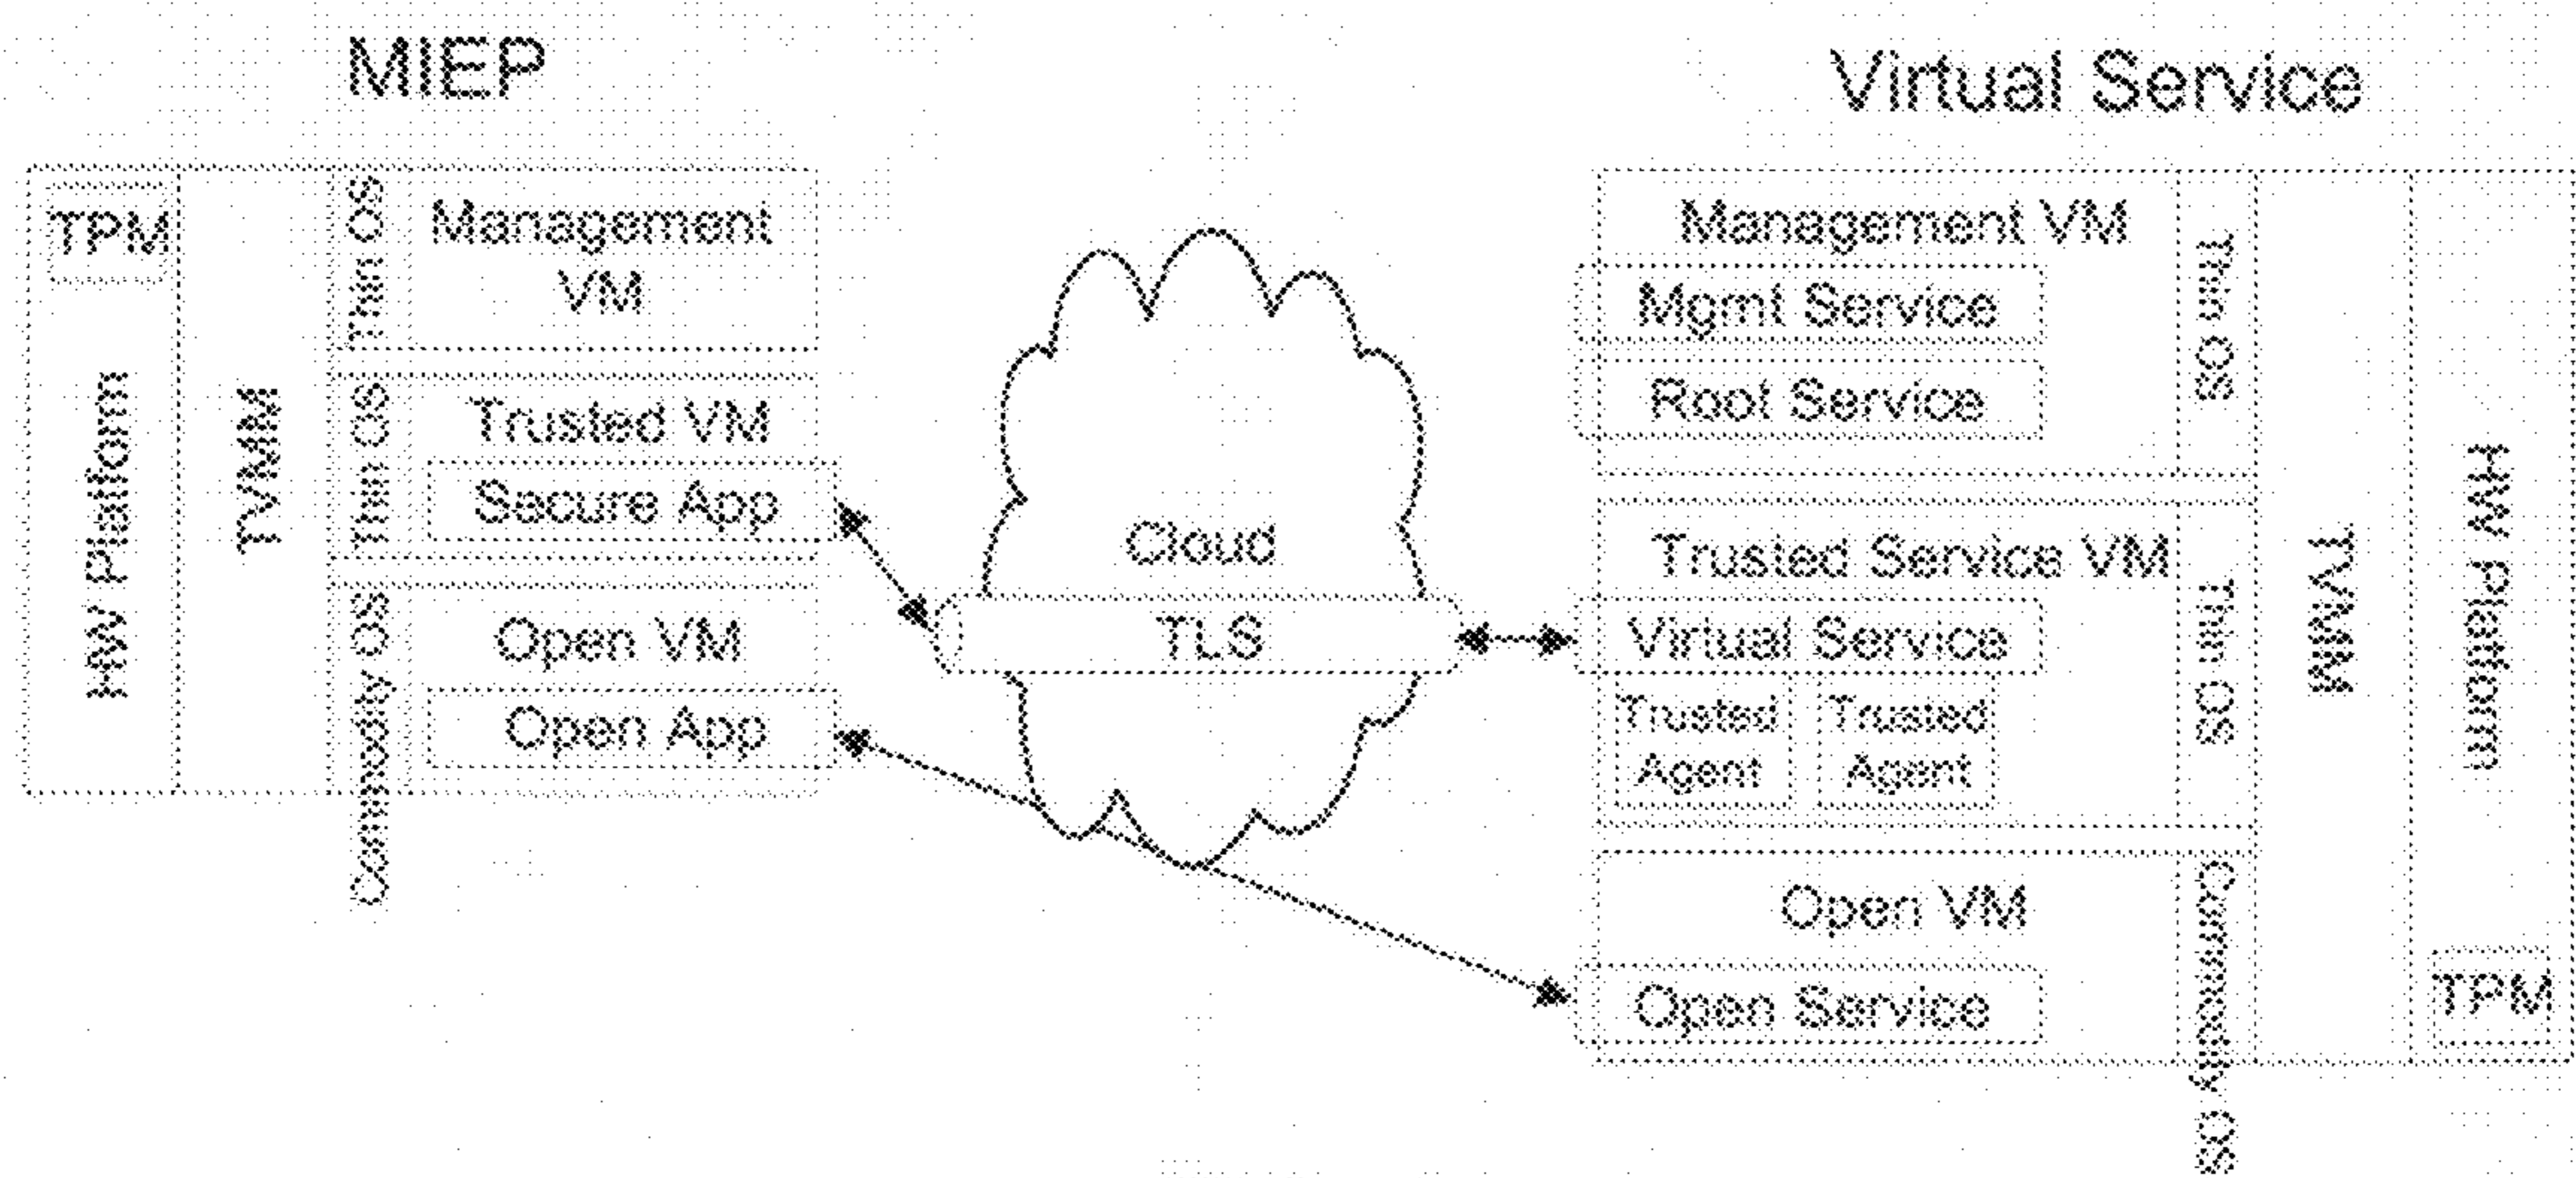 MIEP
TPM
HW Platform
TVMM
Thin OS
Management
VM
Thin OS
Trusted VM
Secure App
Commodity OS
Open VM
Open App
Cloud
TLS
Virtual Service
Management VM
Mgmt Service
Root Service
Thin OS
Trusted Service VM
Virtual Service
Trusted
Agent
Trusted
Agent
Thin OS
Open VM
Open Service
Commodity OS
TVMM
HW Platform
TPM